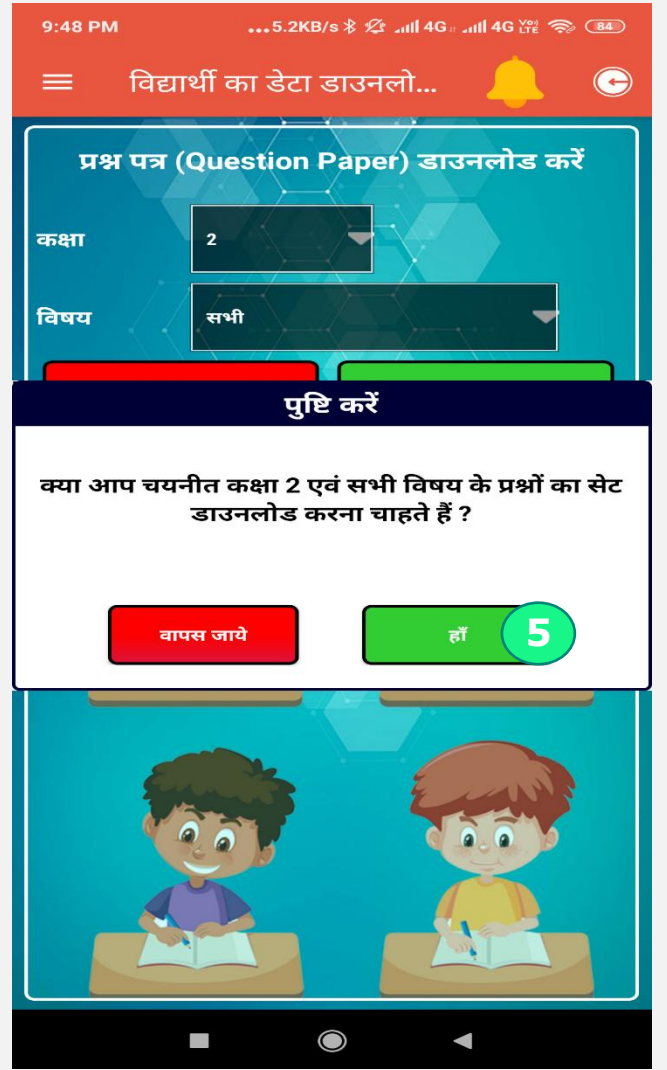 9:48 PM ...5.2KB/s 4G 4G VoLTE 84
विद्यार्थी का डेटा डाउनलो...
प्रश्न पत्र (Question Paper) डाउनलोड करें
कक्षा 2
विषय सभी
पुष्टि करें
क्या आप चयनीत कक्षा 2 एवं सभी विषय के प्रश्नों का सेट
डाउनलोड करना चाहते हैं ?
वापस जाये हाँ 5